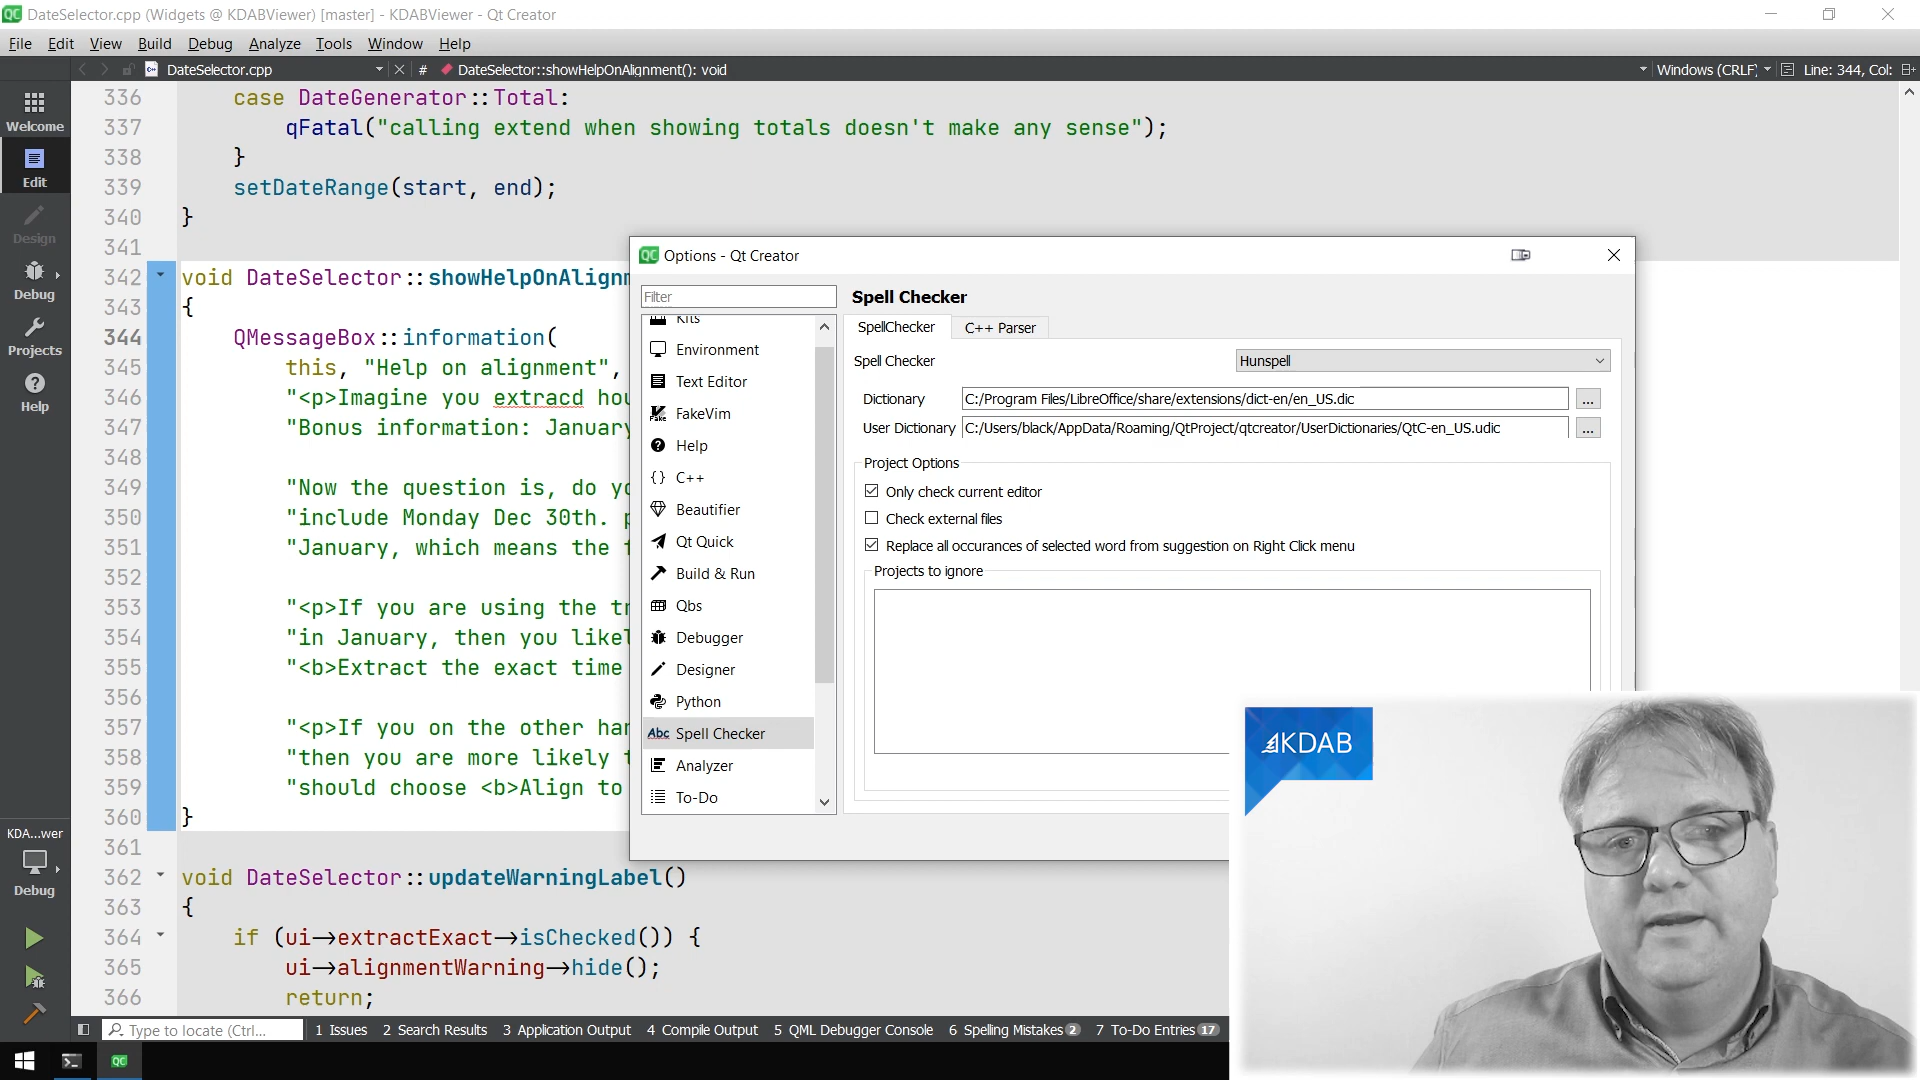 DateSelector.cpp (Widgets @ KDABViewer) [master] - KDABViewer - Qt Creator
File Edit View Build Debug Analyze Tools Window Help
DateSelector.cpp # DateSelector::showHelpOnAlignment(): void Windows (CRLF) Line: 344, Col:
Welcome
Edit
Design
Debug
Projects
Help
KDA...wer
Debug
336 case DateGenerator::Total:
337 qFatal("calling extend when showing totals doesn't make any sense");
338 }
339 setDateRange(start, end);
340 }
341
342 void DateSelector::showHelpOnAlignm
343 {
344 QMessageBox::information(
345 this, "Help on alignment",
346 "<p>Imagine you extracd hou
347 "Bonus information: January
348
349 "Now the question is, do yo
350 "include Monday Dec 30th. p
351 "January, which means the f
352
353 "<p>If you are using the tr
354 "in January, then you likel
355 "<b>Extract the exact time
356
357 "<p>If you on the other han
358 "then you are more likely t
359 "should choose <b>Align to
360 }
361
362 void DateSelector::updateWarningLabel()
363 {
364 if (ui->extractExact->isChecked()) {
365 ui->alignmentWarning->hide();
366 return;
Options - Qt Creator
Filter
Kits
Environment
Text Editor
FakeVim
Help
C++
Beautifier
Qt Quick
Build & Run
Qbs
Debugger
Designer
Python
Abc Spell Checker
Analyzer
To-Do
Spell Checker
SpellChecker C++ Parser
Spell Checker Hunspell
Dictionary C:/Program Files/LibreOffice/share/extensions/dict-en/en_US.dic ...
User Dictionary C:/Users/black/AppData/Roaming/QtProject/qtcreator/UserDictionaries/QtC-en_US.udic ...
Project Options
Only check current editor
Check external files
Replace all occurances of selected word from suggestion on Right Click menu
Projects to ignore
KDAB
Type to locate (Ctrl... 1 Issues 2 Search Results 3 Application Output 4 Compile Output 5 QML Debugger Console 6 Spelling Mistakes 2 7 To-Do Entries 17
QC